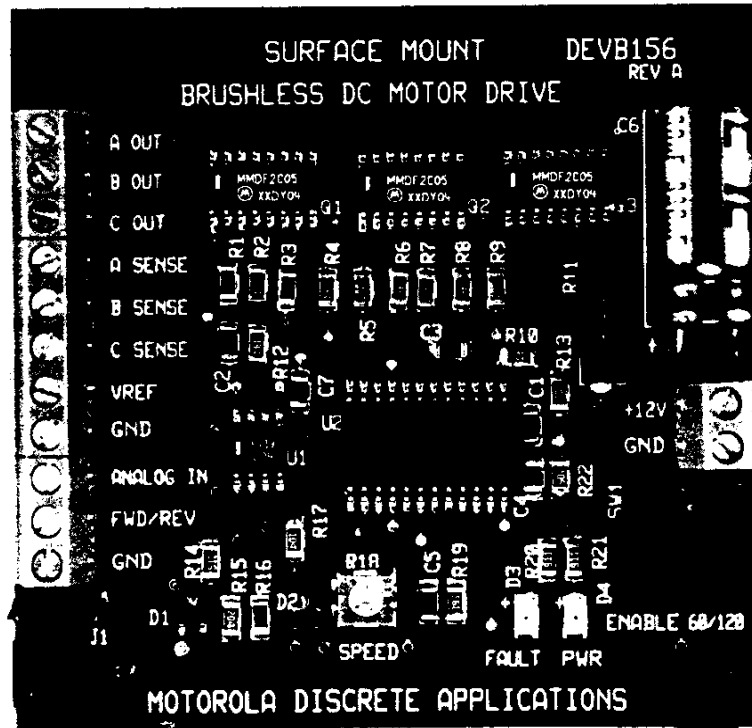 SURFACE MOUNT DEVB156
REV A
BRUSHLESS DC MOTOR DRIVE
C6
A OUT
B OUT
C OUT
A SENSE
B SENSE
C SENSE
VREF
GND
ANALOG IN
FWD/REV
GND
MMDF2C05
XXDY04
Q1
MMDF2C05
XXDY04
Q2
MMDF2C05
XXDY04
R1 R2 R3 R4 R6 R7 R8 R9
R5
R11
C2 R12 C7 C3 R10 R13
U2 C1
+12V
GND
U1
C4 R22
SW1
R17
R14 R15 R16
R18
C5 R19
D3 R20 R21
D4
D1 D2
J1
ENABLE 60/120
SPEED
FAULT PWR
MOTOROLA DISCRETE APPLICATIONS